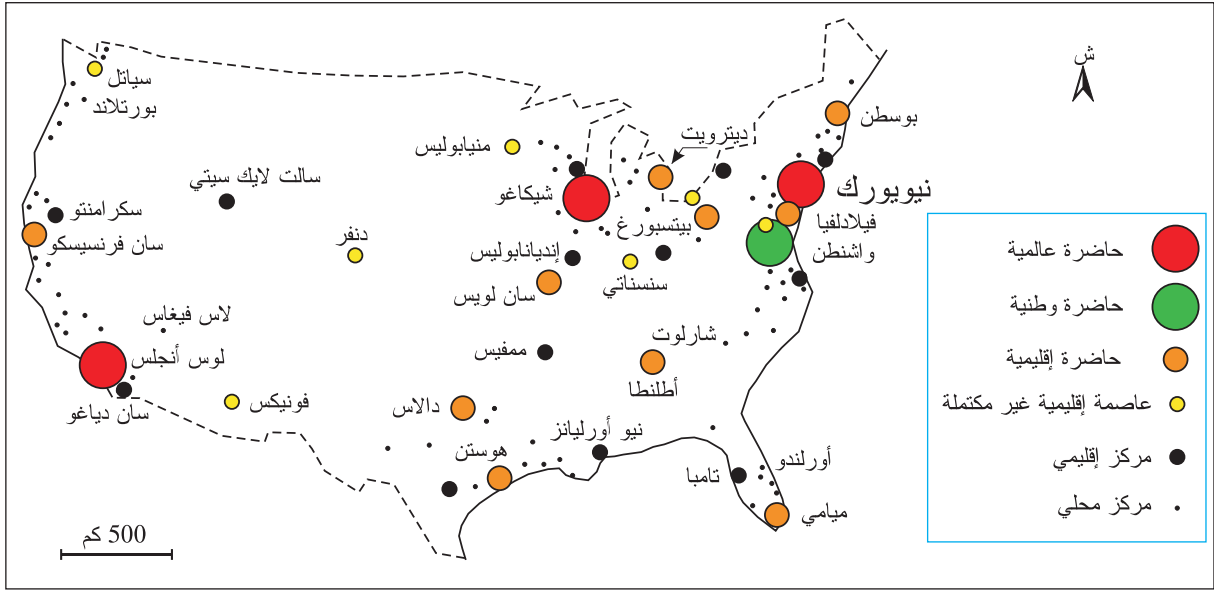 ش
سياتل
بورتلاند
بوسطن
ديترويت
منيابوليس
سالت لايك سيتي
شيكاغو
نيويورك
سكرامنتو
سان فرنسيسكو
دنفر
إنديانابوليس
بيتسبورغ
فيلادلفيا
واشنطن
سنسناتي
سان لويس
لاس فيغاس
لوس أنجلس
ممفيس
شارلوت
أطلنطا
سان دياغو
فونيكس
دالاس
نيو أورليانز
هوستن
تامبا
أورلندو
ميامي
500 كم
حاضرة عالمية
حاضرة وطنية
حاضرة إقليمية
عاصمة إقليمية غير مكتملة
مركز إقليمي
مركز محلي